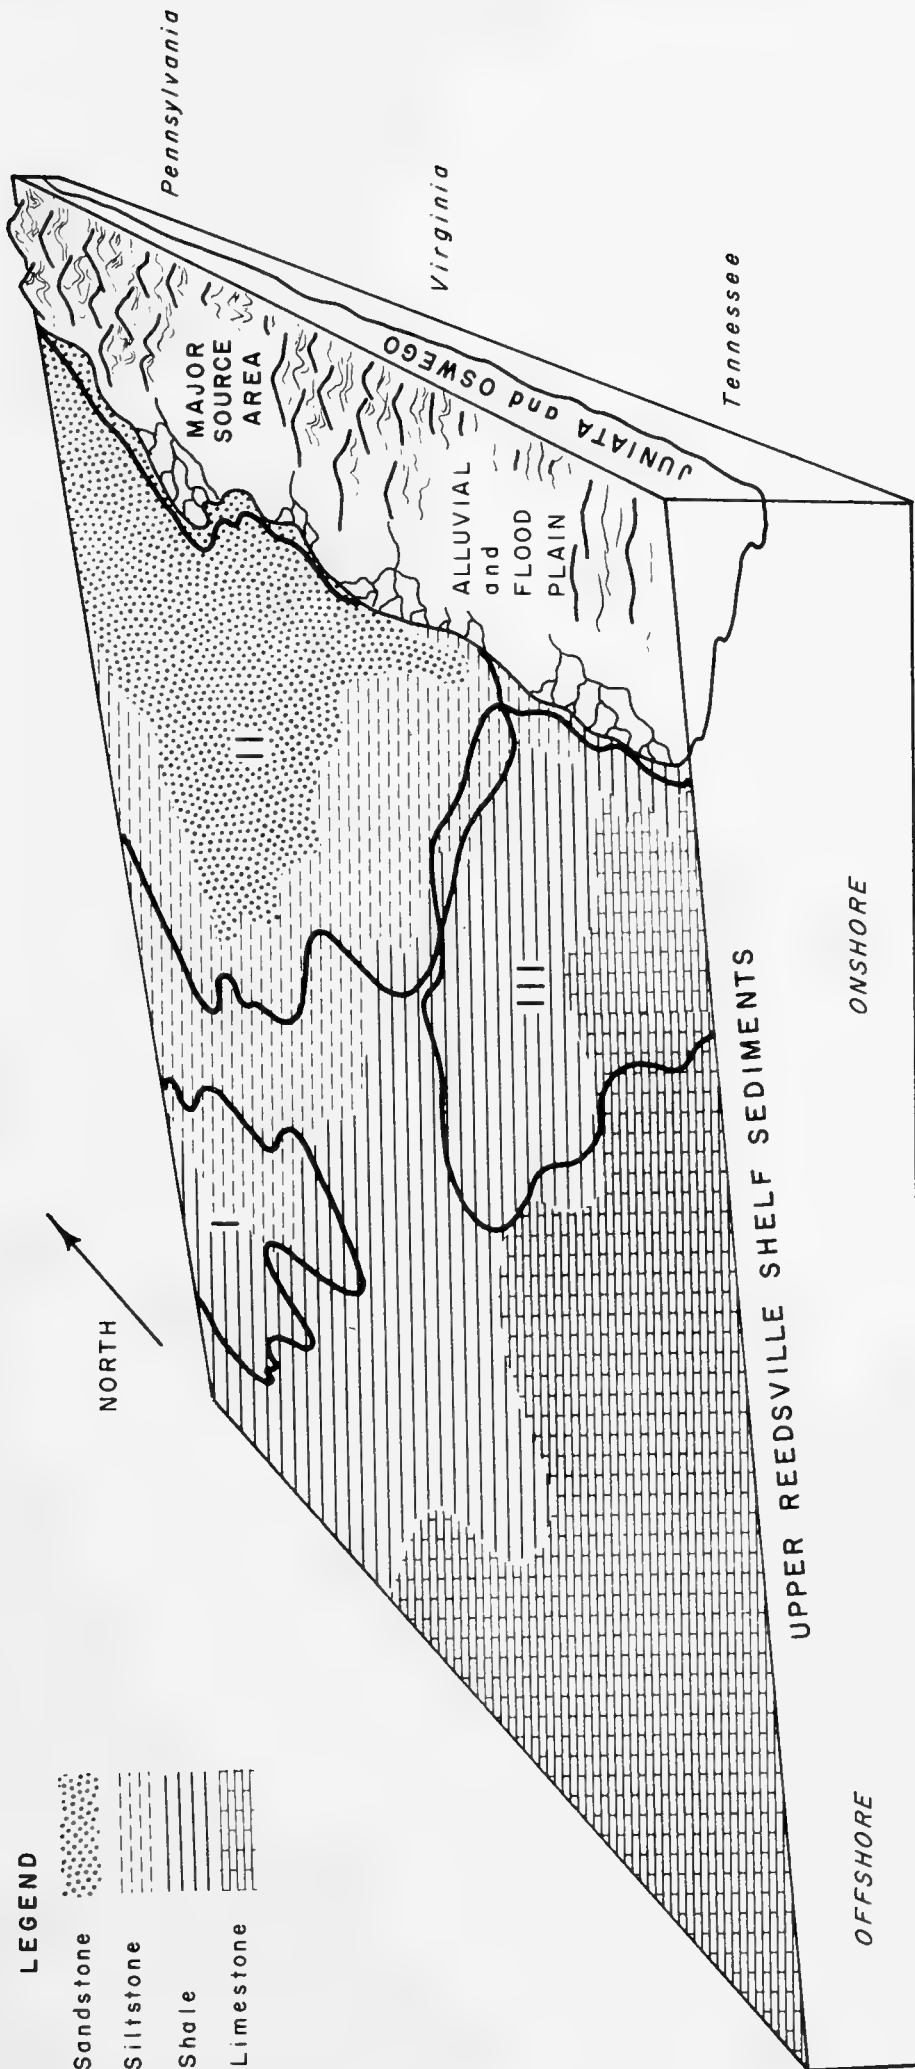 LEGEND
Sandstone
Siltstone
Shale
Limestone
NORTH
I
II
III
MAJOR
SOURCE
AREA
ALLUVIAL
and
FLOOD
PLAIN
JUNIATA and OSWEGO
Pennsylvania
Virginia
Tennessee
UPPER REEDSVILLE SHELF SEDIMENTS
OFFSHORE
ONSHORE